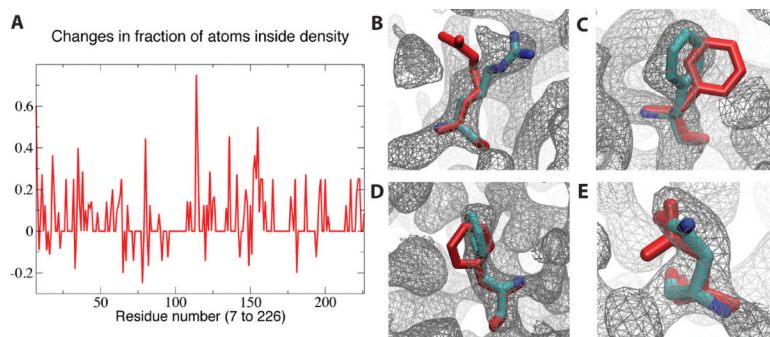 A
Changes in fraction of atoms inside density
0.6
0.4
0.2
0
-0.2
50
100
150
200
Residue number (7 to 226)
B
C
D
E